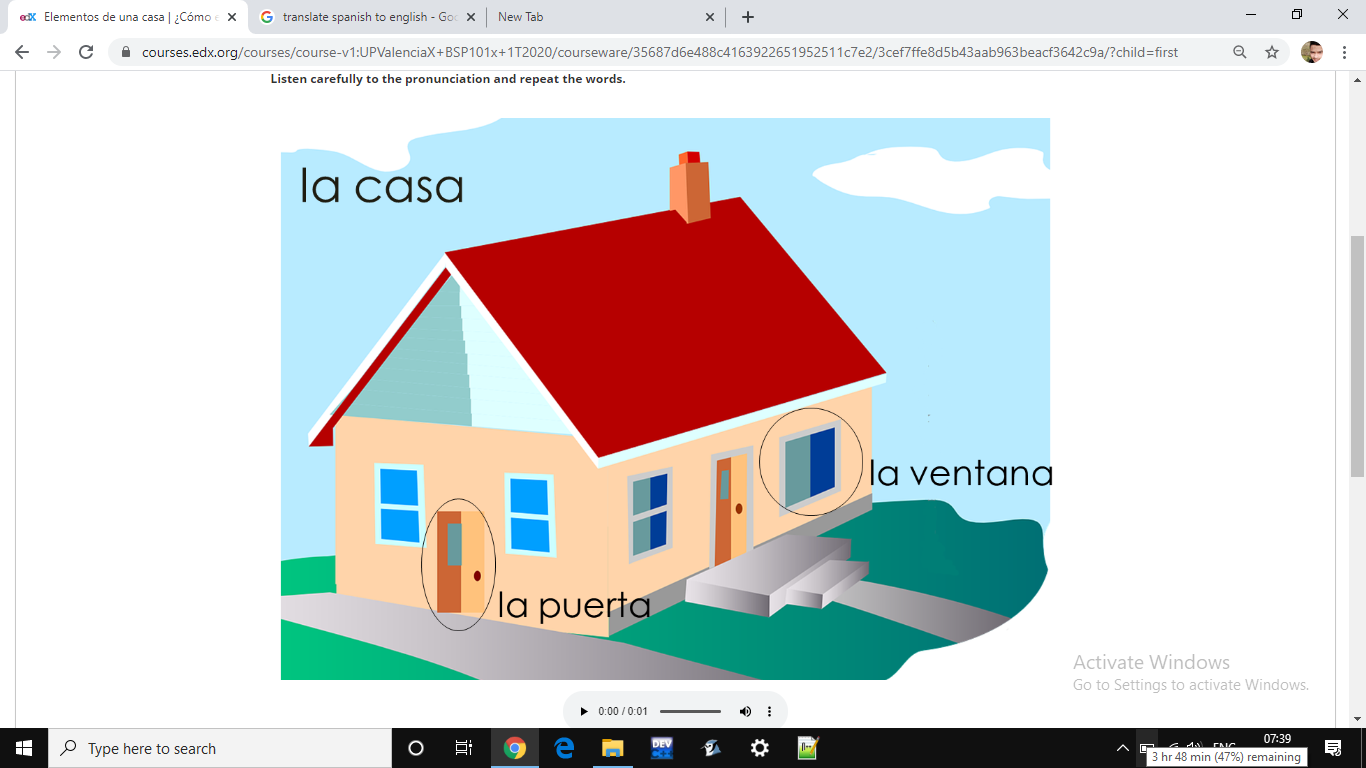 Elementos de una casa | ¿Cómo
translate spanish to english - Goo
New Tab
courses.edx.org/courses/course-v1:UPValenciaX+BSP101x+1T2020/courseware/35687d6e488c4163922651952511c7e2/3cef7ffe8d5b43aab963beacf3642c9a/?child=first
Listen carefully to the pronunciation and repeat the words.
la casa
la ventana
la puerta
Activate Windows
Go to Settings to activate Windows.
0:00 / 0:01
Type here to search
DEV
07:39
3 hr 48 min (47%) remaining